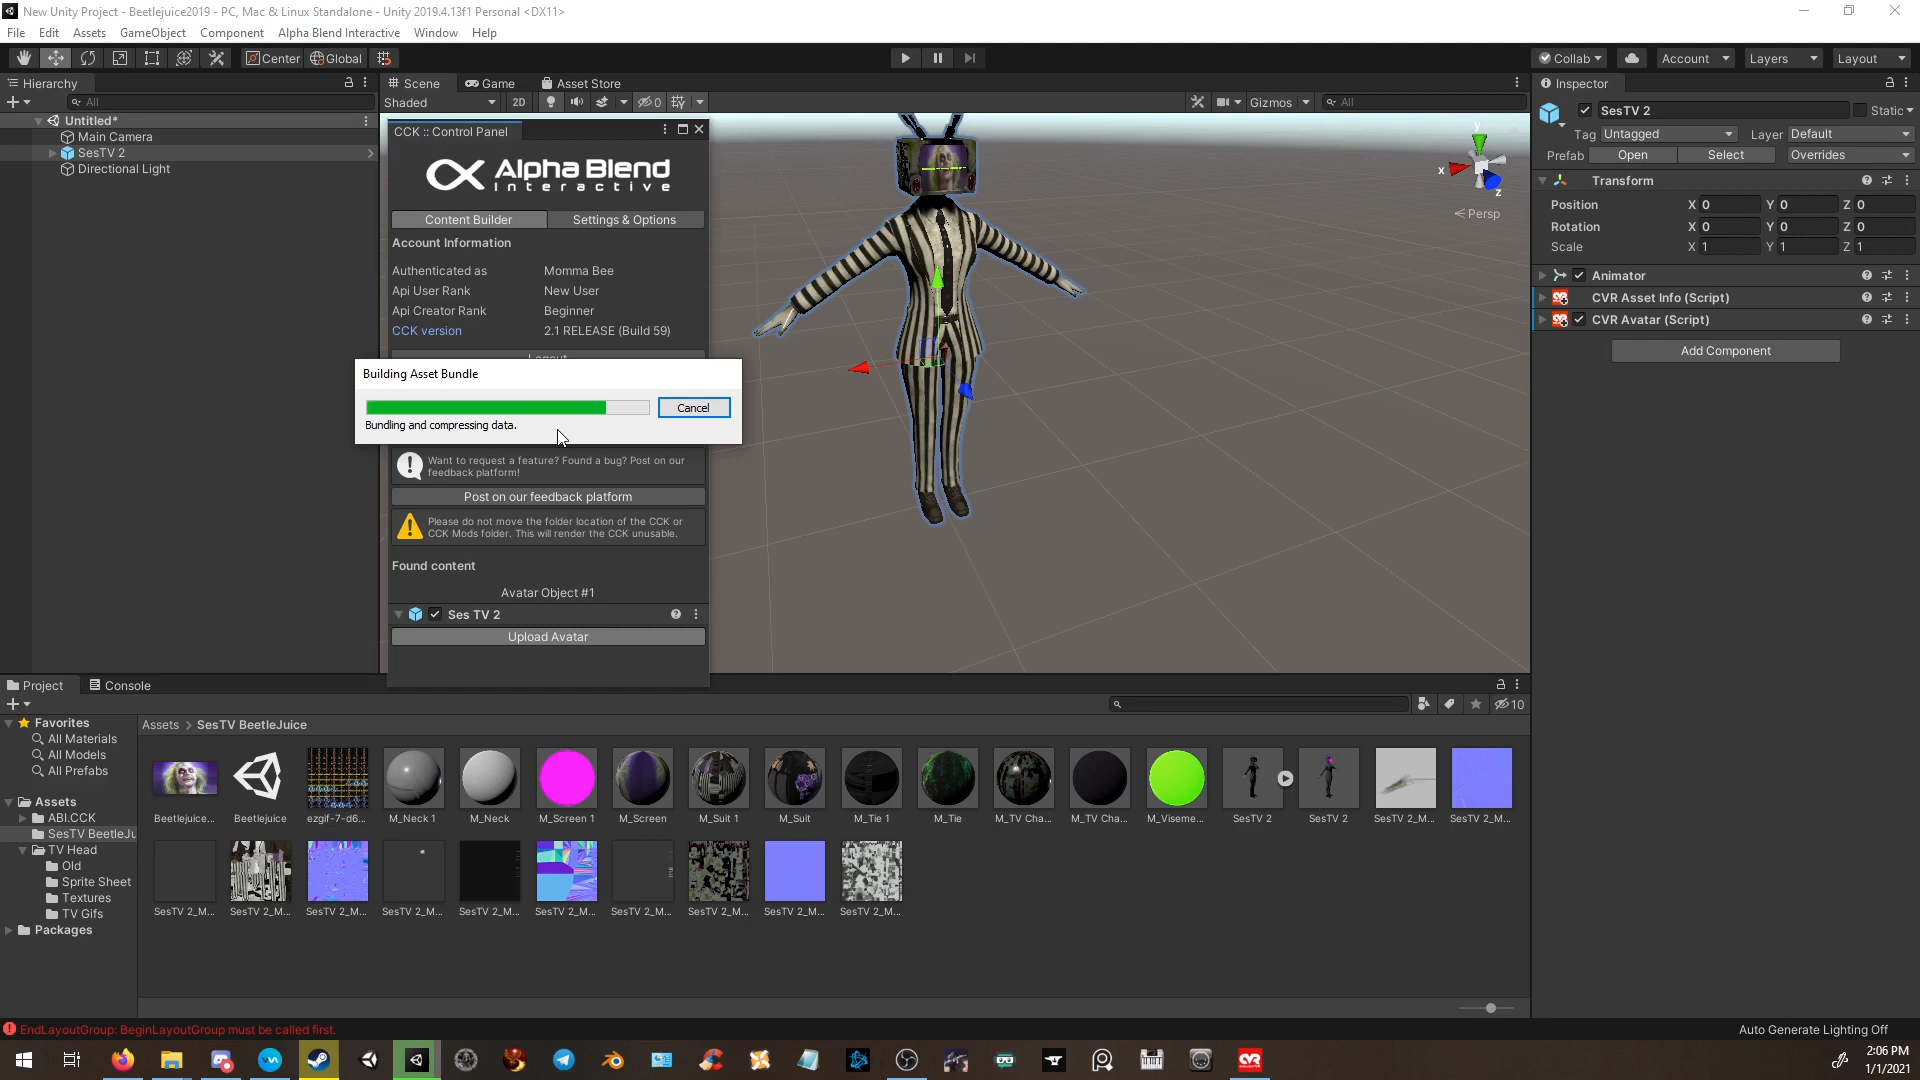 New Unity Project - Beetlejuice2019 - PC, Mac & Linux Standalone - Unity 2019.4.13f1 Personal <DX11>
File Edit Assets GameObject Component Alpha Blend Interactive Window Help
Center Global
Collab Account Layers Layout
Hierarchy
All
Untitled*
Main Camera
SesTV 2
Directional Light
Scene Game Asset Store
Shaded 2D 0 Gizmos All
CCK :: Control Panel
Alpha Blend
Interactive
Content Builder Settings & Options
Account Information
Authenticated as Momma Bee
Api User Rank New User
Api Creator Rank Beginner
CCK version 2.1 RELEASE (Build 59)
Logout
Building Asset Bundle
Cancel
Bundling and compressing data.
Want to request a feature? Found a bug? Post on our
feedback platform!
Post on our feedback platform
Please do not move the folder location of the CCK or
CCK Mods folder. This will render the CCK unusable.
Found content
Avatar Object #1
Ses TV 2
Upload Avatar
y
x
z
Persp
Inspector
SesTV 2 Static
Tag Untagged Layer Default
Prefab Open Select Overrides
Transform
Position X 0 Y 0 Z 0
Rotation X 0 Y 0 Z 0
Scale X 1 Y 1 Z 1
Animator
CVR Asset Info (Script)
CVR Avatar (Script)
Add Component
Project Console
10
Favorites
All Materials
All Models
All Prefabs
Assets
ABI.CCK
SesTV BeetleJu
TV Head
Old
Sprite Sheet
Textures
TV Gifs
Packages
Assets > SesTV BeetleJuice
Beetlejuice... Beetlejuice ezgif-7-d6... M_Neck 1 M_Neck M_Screen 1 M_Screen M_Suit 1 M_Suit M_Tie 1 M_Tie M_TV Cha... M_TV Cha... M_Viseme... SesTV 2 SesTV 2 SesTV 2_M... SesTV 2_M...
SesTV 2_M... SesTV 2_M... SesTV 2_M... SesTV 2_M... SesTV 2_M... SesTV 2_M... SesTV 2_M... SesTV 2_M... SesTV 2_M... SesTV 2_M...
EndLayoutGroup: BeginLayoutGroup must be called first.
Auto Generate Lighting Off
2:06 PM
1/1/2021